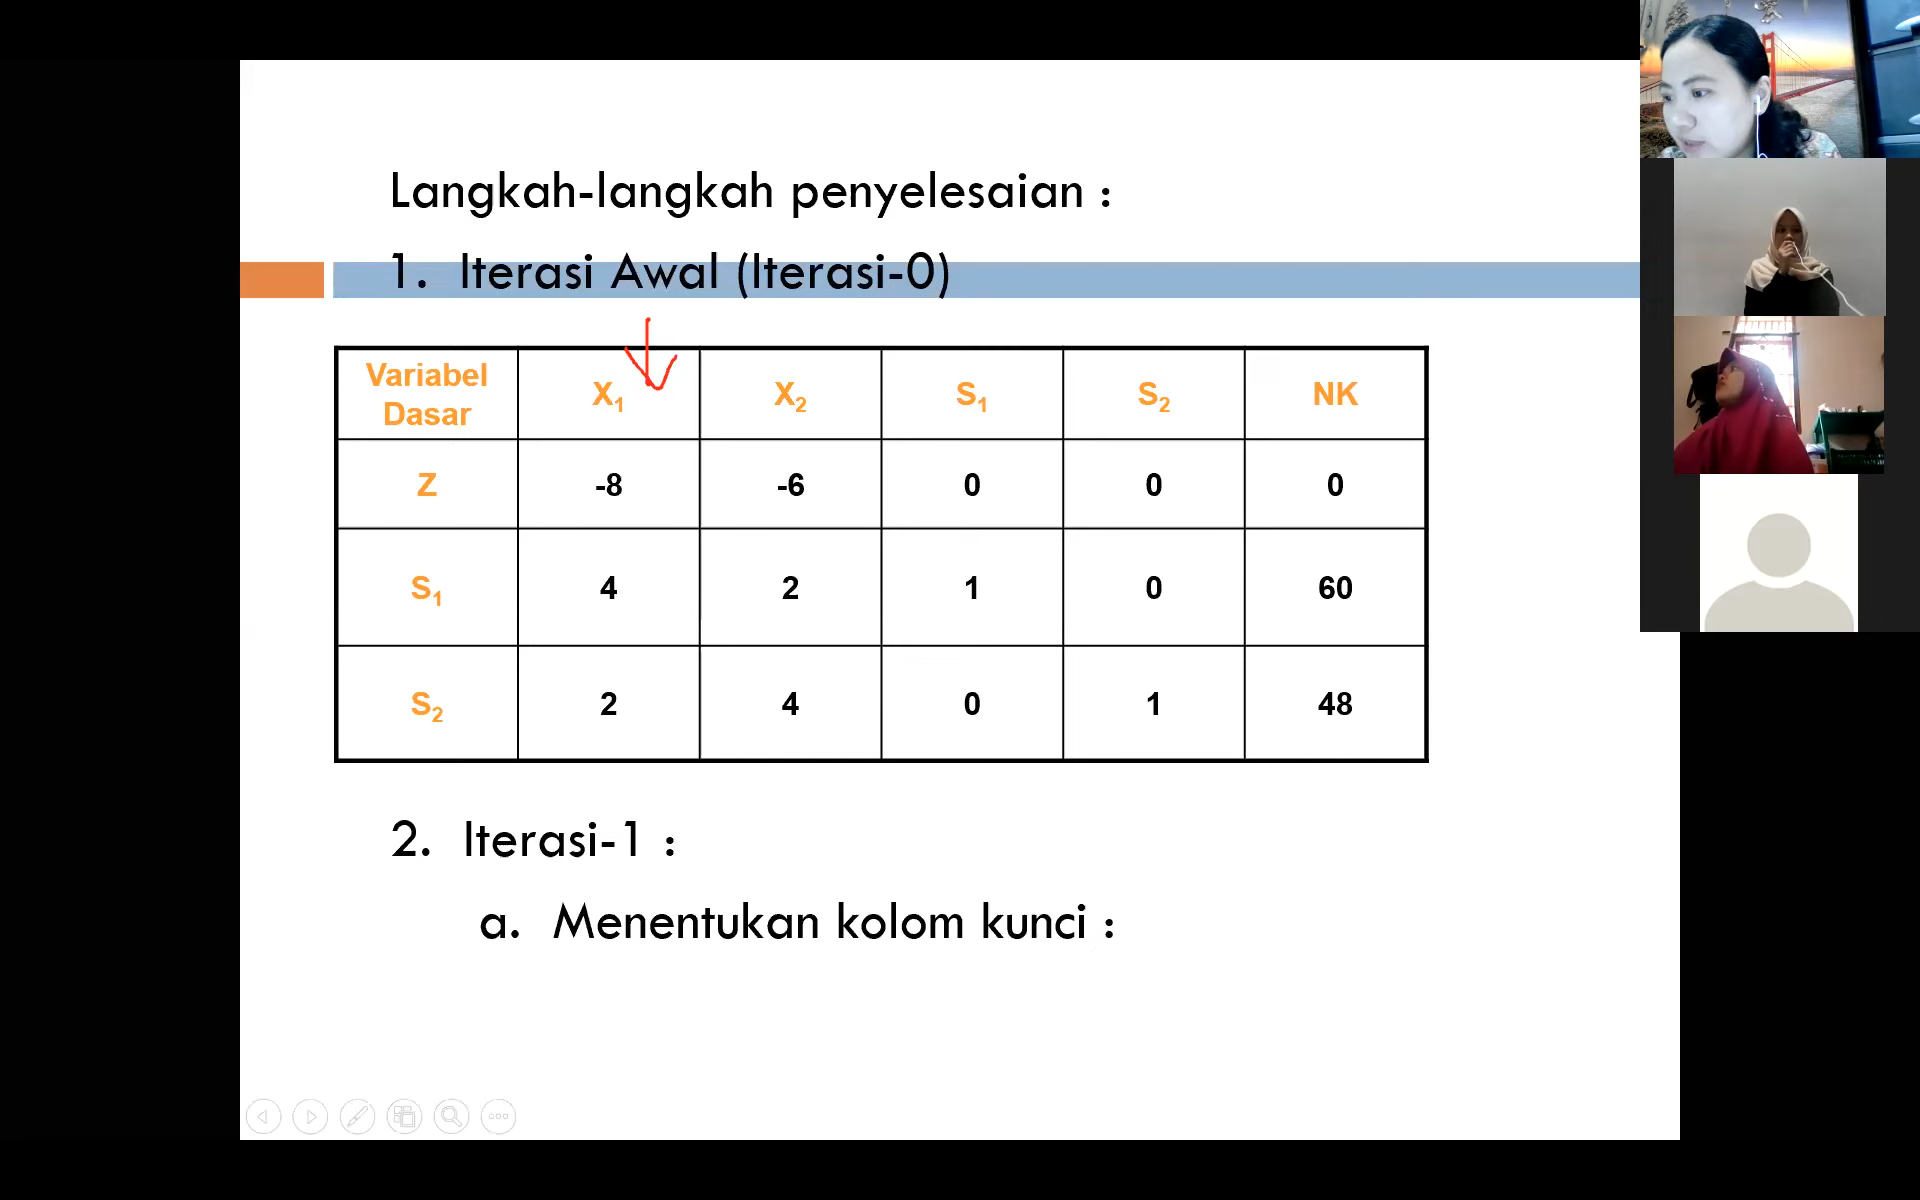 Langkah-langkah penyelesaian :
1. Iterasi Awal (Iterasi-0)
Variabel Dasar X₁ X₂ S₁ S₂ NK
Z -8 -6 0 0 0
S₁ 4 2 1 0 60
S₂ 2 4 0 1 48
2. Iterasi-1 :
a. Menentukan kolom kunci :